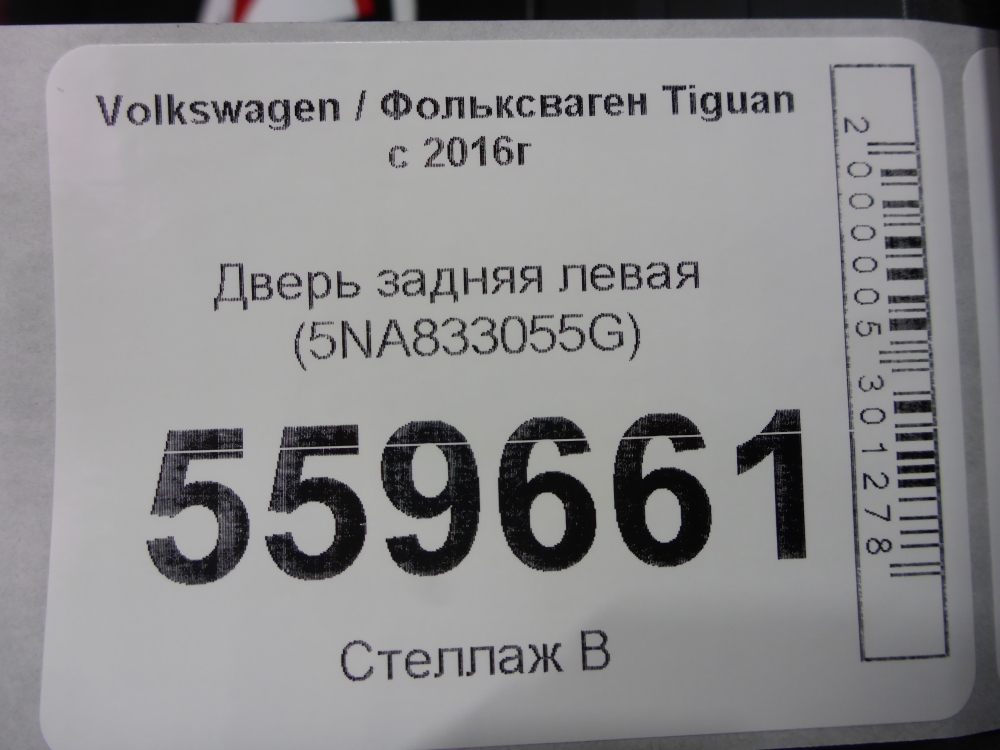 Volkswagen / Фольксваген Tiguan
с 2016г
Дверь задняя левая
(5NA833055G)
559661
Стеллаж В
2000005301278